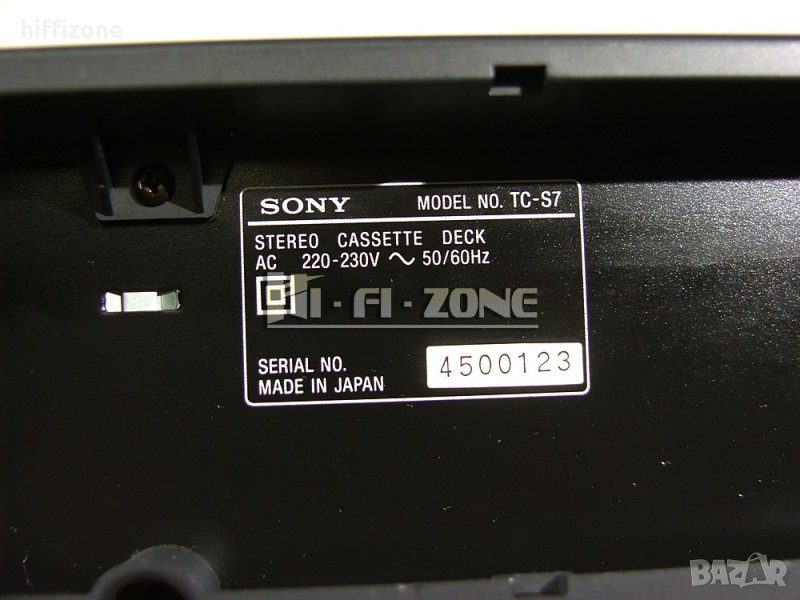 hiffizone
SONY MODEL NO. TC-S7
STEREO CASSETTE DECK
AC 220-230V ~ 50/60Hz
HI-FI-ZONE
SERIAL NO. 4500123
MADE IN JAPAN
BAZAR